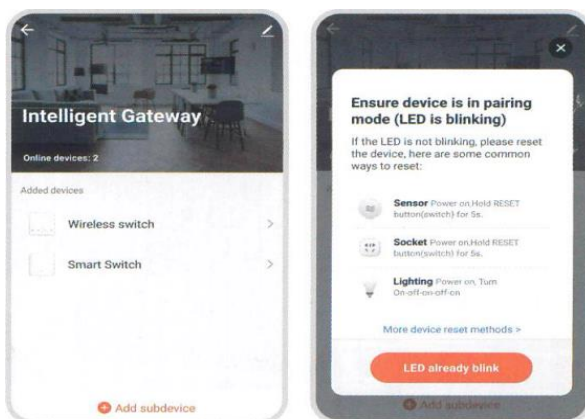 Intelligent Gateway
Online devices: 2
Added devices
Wireless switch
Smart Switch
Add subdevice
Ensure device is in pairing
mode (LED is blinking)
If the LED is not blinking, please reset
the device, here are some common
ways to reset:
Sensor Power on,Hold RESET
button(switch) for 5s.
Socket Power on,Hold RESET
button(switch) for 5s.
Lighting Power on, Turn
On-off-on-off-on
More device reset methods >
LED already blink
Add subdevice